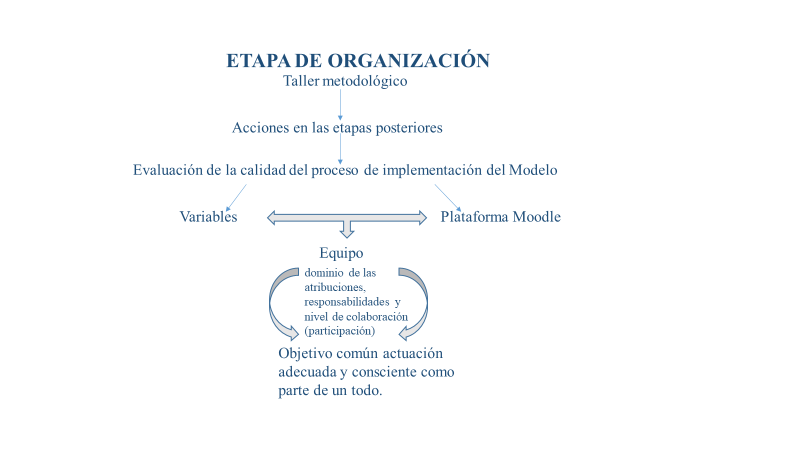 ETAPA DE ORGANIZACIÓN
Taller metodológico
Acciones en las etapas posteriores
Evaluación de la calidad del proceso de implementación del Modelo
Variables
Plataforma Moodle
Equipo
dominio de las
atribuciones,
responsabilidades y
nivel de colaboración
(participación)
Objetivo común actuación
adecuada y consciente como
parte de un todo.